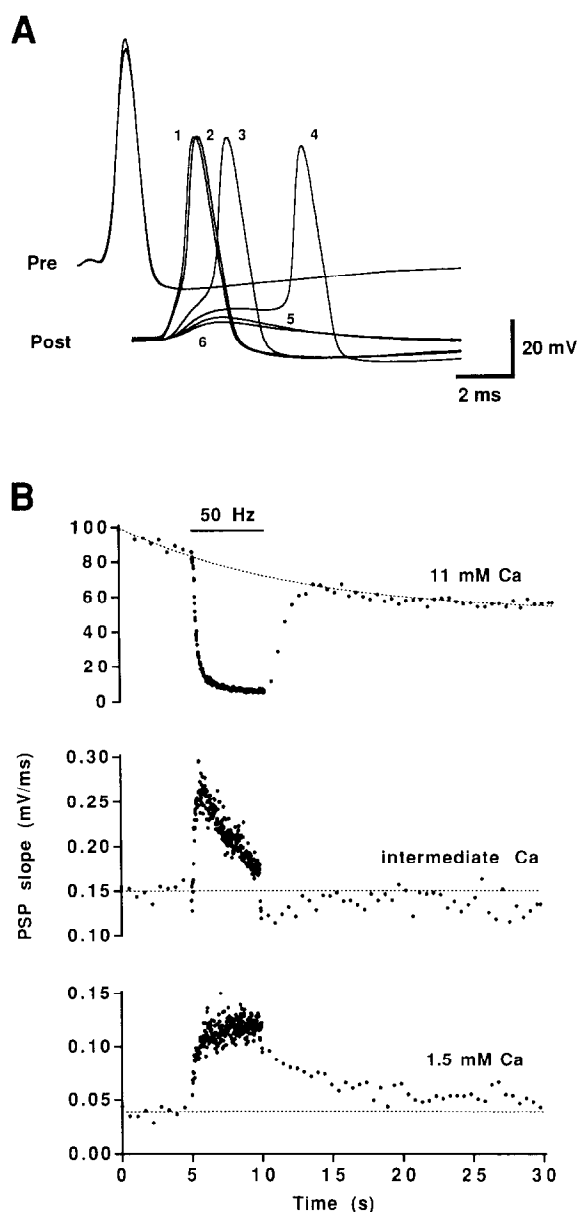 A
1 2 3 4
Pre
Post
5
6
20 mV
2 ms
B
50 Hz
100
80
60
40
20
0
11 mM Ca
0.30
0.25
0.20
0.15
0.10
intermediate Ca
PSP slope (mV/ms)
0.15
0.10
0.05
0.00
1.5 mM Ca
0 5 10 15 20 25 30
Time (s)